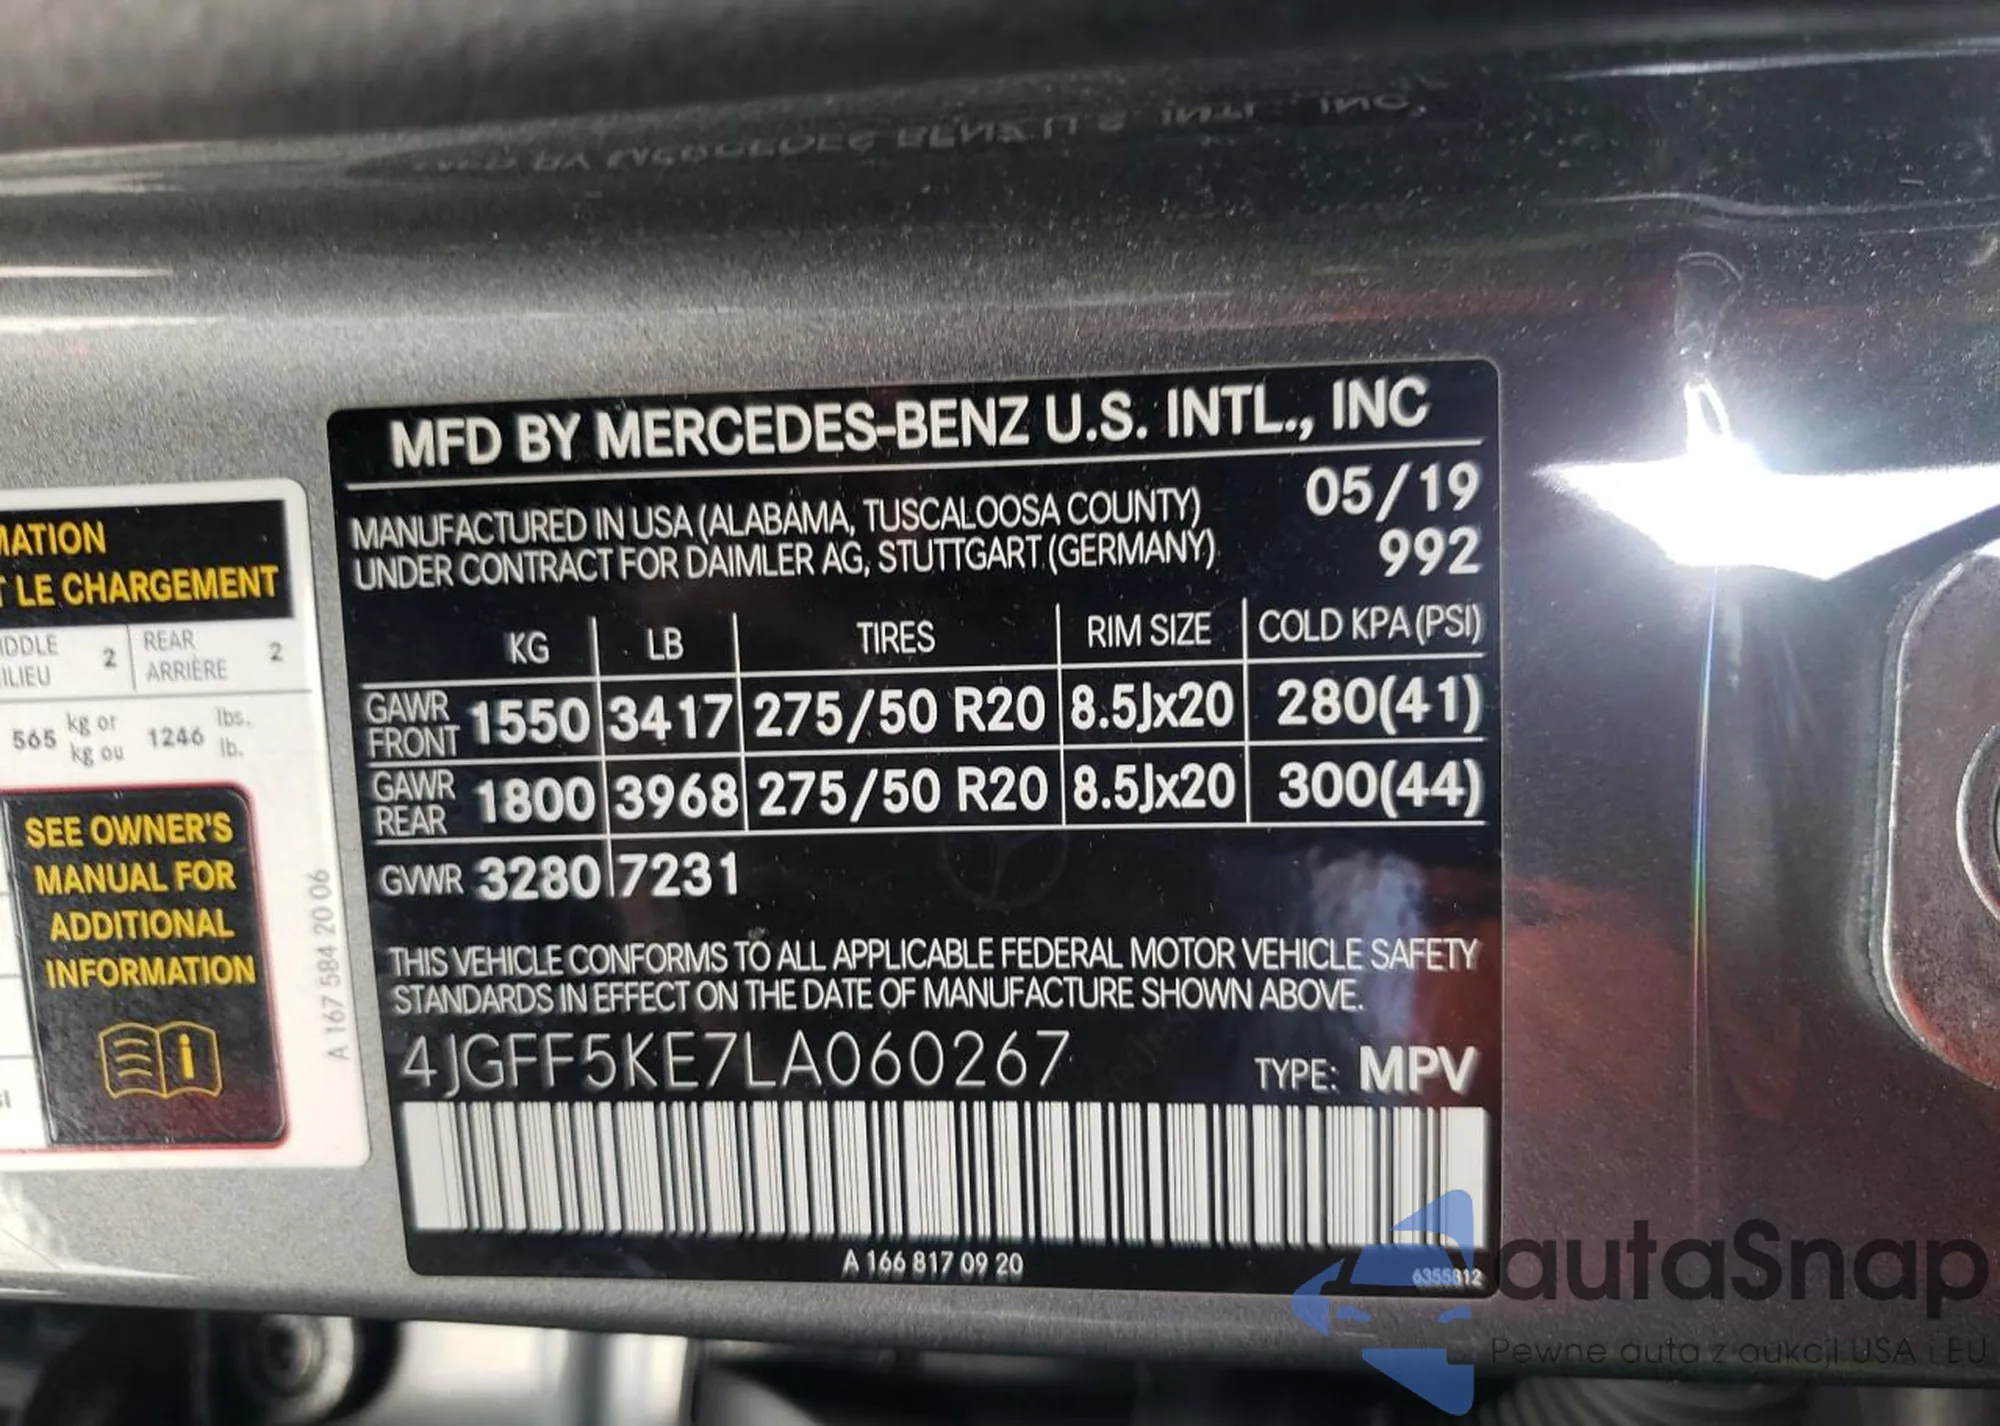 MFD BY MERCEDES-BENZ U.S. INTL., INC
MANUFACTURED IN USA (ALABAMA, TUSCALOOSA COUNTY) 05/19
UNDER CONTRACT FOR DAIMLER AG, STUTTGART (GERMANY) 992
KG LB TIRES RIM SIZE COLD KPA (PSI)
GAWR FRONT 1550 3417 275/50 R20 8.5Jx20 280(41)
GAWR REAR 1800 3968 275/50 R20 8.5Jx20 300(44)
GVWR 3280 7231
THIS VEHICLE CONFORMS TO ALL APPLICABLE FEDERAL MOTOR VEHICLE SAFETY
STANDARDS IN EFFECT ON THE DATE OF MANUFACTURE SHOWN ABOVE.
4JGFF5KE7LA060267 TYPE: MPV
A 166 817 09 20
6355812
LE CHARGEMENT
2 REAR 2
ARRIÈRE
565 kg or 1246 lbs.
kg ou lb.
SEE OWNER'S
MANUAL FOR
ADDITIONAL
INFORMATION
A 167 584 20 06
autaSnap
Pewne auta z aukcji USA i EU